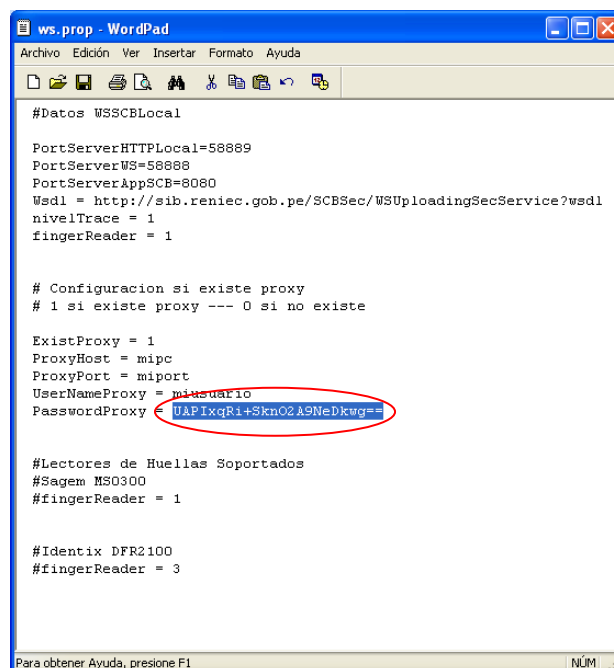 ws.prop - WordPad
Archivo Edición Ver Insertar Formato Ayuda
#Datos WSSCBLocal
PortServerHTTPLocal=58889
PortServerWS=58888
PortServerAppSCB=8080
Wsdl = http://sib.reniec.gob.pe/SCBSec/WSUploadingSecService?wsdl
nivelTrace = 1
fingerReader = 1
# Configuracion si existe proxy
# 1 si existe proxy --- 0 si no existe
ExistProxy = 1
ProxyHost = mipc
ProxyPort = miport
UserNameProxy = miusuario
PasswordProxy = UAPIxqRi+SknO2A9NeDkwg==
#Lectores de Huellas Soportados
#Sagem MSO300
#fingerReader = 1
#Identix DFR2100
#fingerReader = 3
Para obtener Ayuda, presione F1
NÚM